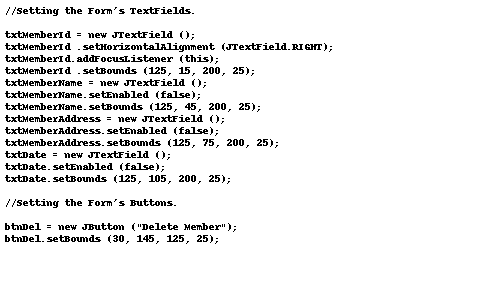 //Setting the Form's TextFields.

txtMemberId = new JTextField ();
txtMemberId .setHorizontalAlignment (JTextField.RIGHT);
txtMemberId.addFocusListener (this);
txtMemberId .setBounds (125, 15, 200, 25);
txtMemberName = new JTextField ();
txtMemberName.setEnabled (false);
txtMemberName.setBounds (125, 45, 200, 25);
txtMemberAddress = new JTextField ();
txtMemberAddress.setEnabled (false);
txtMemberAddress.setBounds (125, 75, 200, 25);
txtDate = new JTextField ();
txtDate.setEnabled (false);
txtDate.setBounds (125, 105, 200, 25);

//Setting the Form's Buttons.

btnDel = new JButton ("Delete Member");
btnDel.setBounds (30, 145, 125, 25);